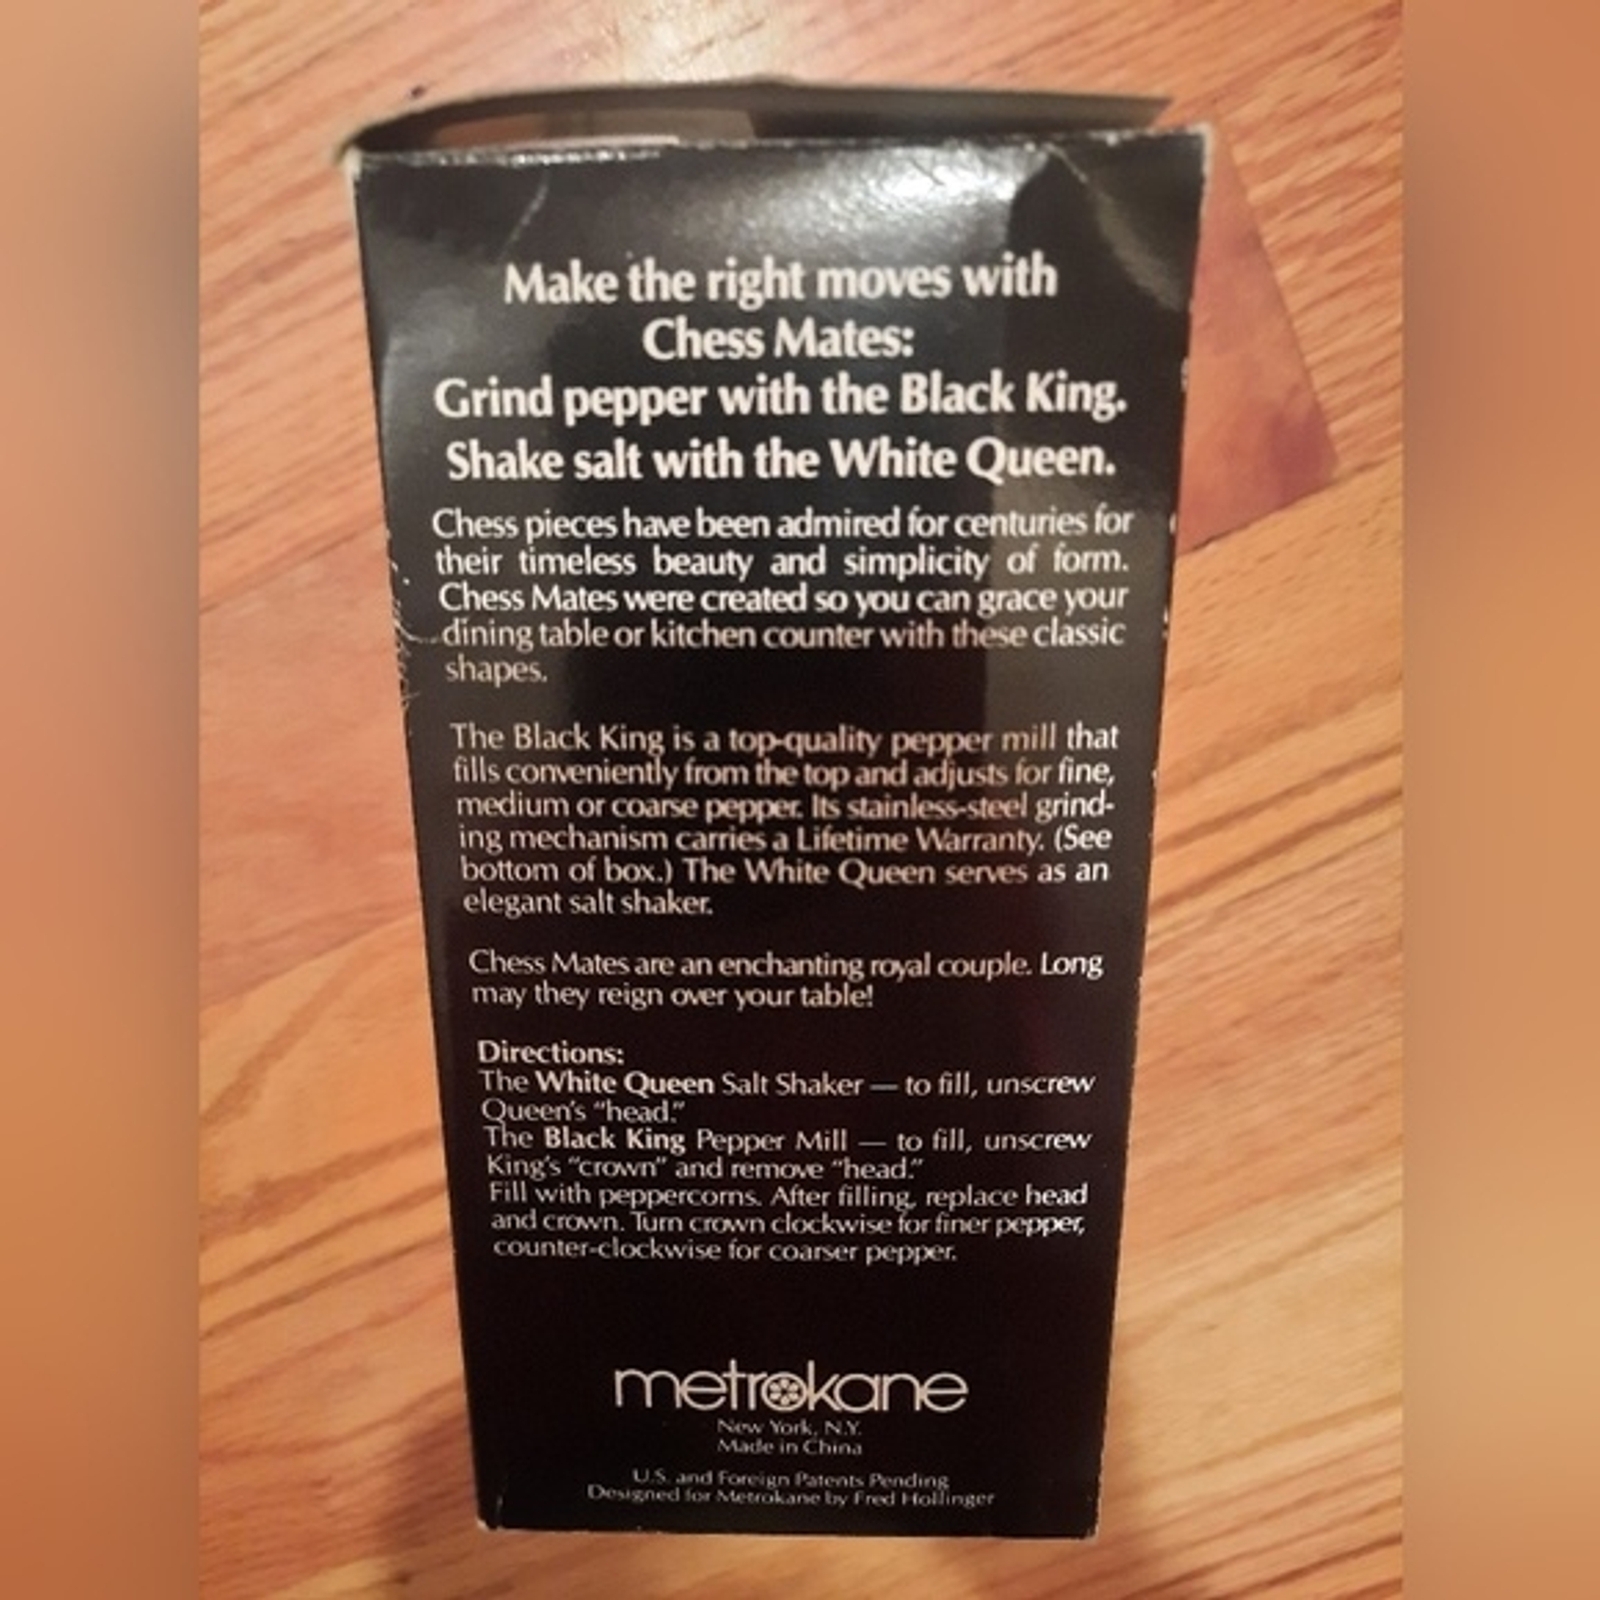 Make the right moves with
Chess Mates:
Grind pepper with the Black King.
Shake salt with the White Queen.
Chess pieces have been admired for centuries for
their timeless beauty and simplicity of form.
Chess Mates were created so you can grace your
dining table or kitchen counter with these classic
shapes.
The Black King is a top-quality pepper mill that
fills conveniently from the top and adjusts for fine,
medium or coarse pepper. Its stainless-steel grind-
ing mechanism carries a Lifetime Warranty. (See
bottom of box.) The White Queen serves as an
elegant salt shaker.
Chess Mates are an enchanting royal couple. Long
may they reign over your table!
Directions:
The White Queen Salt Shaker — to fill, unscrew
Queen's "head."
The Black King Pepper Mill — to fill, unscrew
King's "crown" and remove "head."
Fill with peppercorns. After filling, replace head
and crown. Turn crown clockwise for finer pepper,
counter-clockwise for coarser pepper.
metrokane
New York, N.Y.
Made in China
U.S. and Foreign Patents Pending
Designed for Metrokane by Fred Hollinger